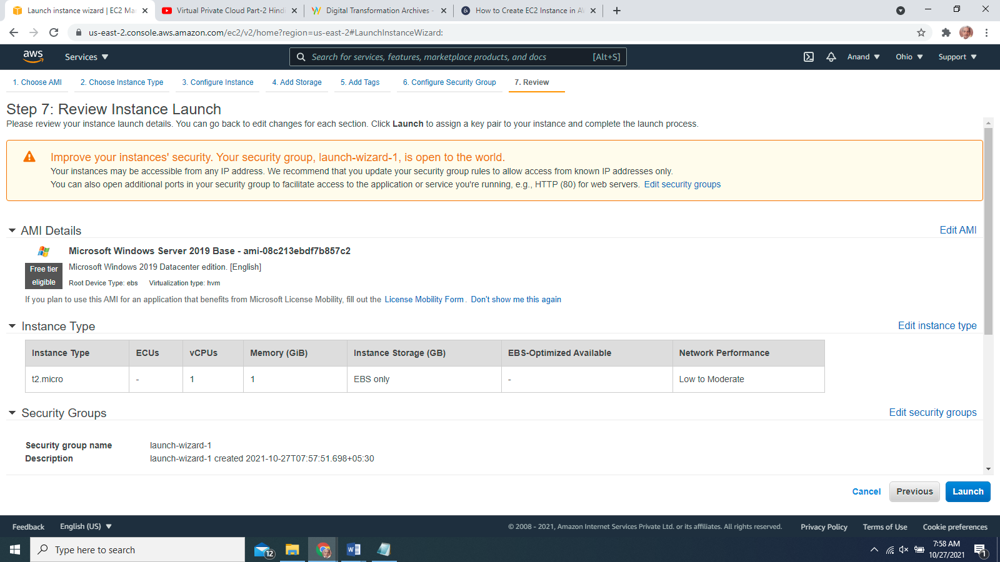 Launch instance wizard | EC2 Ma
Virtual Private Cloud Part-2 Hindi
Digital Transformation Archives -
How to Create EC2 Instance in AW
us-east-2.console.aws.amazon.com/ec2/v2/home?region=us-east-2#LaunchInstanceWizard:
aws
Services
Search for services, features, marketplace products, and docs
[Alt+S]
Anand
Ohio
Support
1. Choose AMI
2. Choose Instance Type
3. Configure Instance
4. Add Storage
5. Add Tags
6. Configure Security Group
7. Review
Step 7: Review Instance Launch
Please review your instance launch details. You can go back to edit changes for each section. Click Launch to assign a key pair to your instance and complete the launch process.
Improve your instances' security. Your security group, launch-wizard-1, is open to the world.
Your instances may be accessible from any IP address. We recommend that you update your security group rules to allow access from known IP addresses only.
You can also open additional ports in your security group to facilitate access to the application or service you're running, e.g., HTTP (80) for web servers. Edit security groups
AMI Details
Edit AMI
Microsoft Windows Server 2019 Base - ami-08c213ebdf7b857c2
Free tier
eligible
Microsoft Windows 2019 Datacenter edition. [English]
Root Device Type: ebs Virtualization type: hvm
If you plan to use this AMI for an application that benefits from Microsoft License Mobility, fill out the License Mobility Form. Don't show me this again
Instance Type
Edit instance type
Instance Type ECUs vCPUs Memory (GiB) Instance Storage (GB) EBS-Optimized Available Network Performance
t2.micro - 1 1 EBS only - Low to Moderate
Security Groups
Edit security groups
Security group name launch-wizard-1
Description launch-wizard-1 created 2021-10-27T07:57:51.698+05:30
Cancel
Previous
Launch
Feedback
English (US)
© 2008 - 2021, Amazon Internet Services Private Ltd. or its affiliates. All rights reserved.
Privacy Policy
Terms of Use
Cookie preferences
Type here to search
12
W
7:58 AM
10/27/2021
1